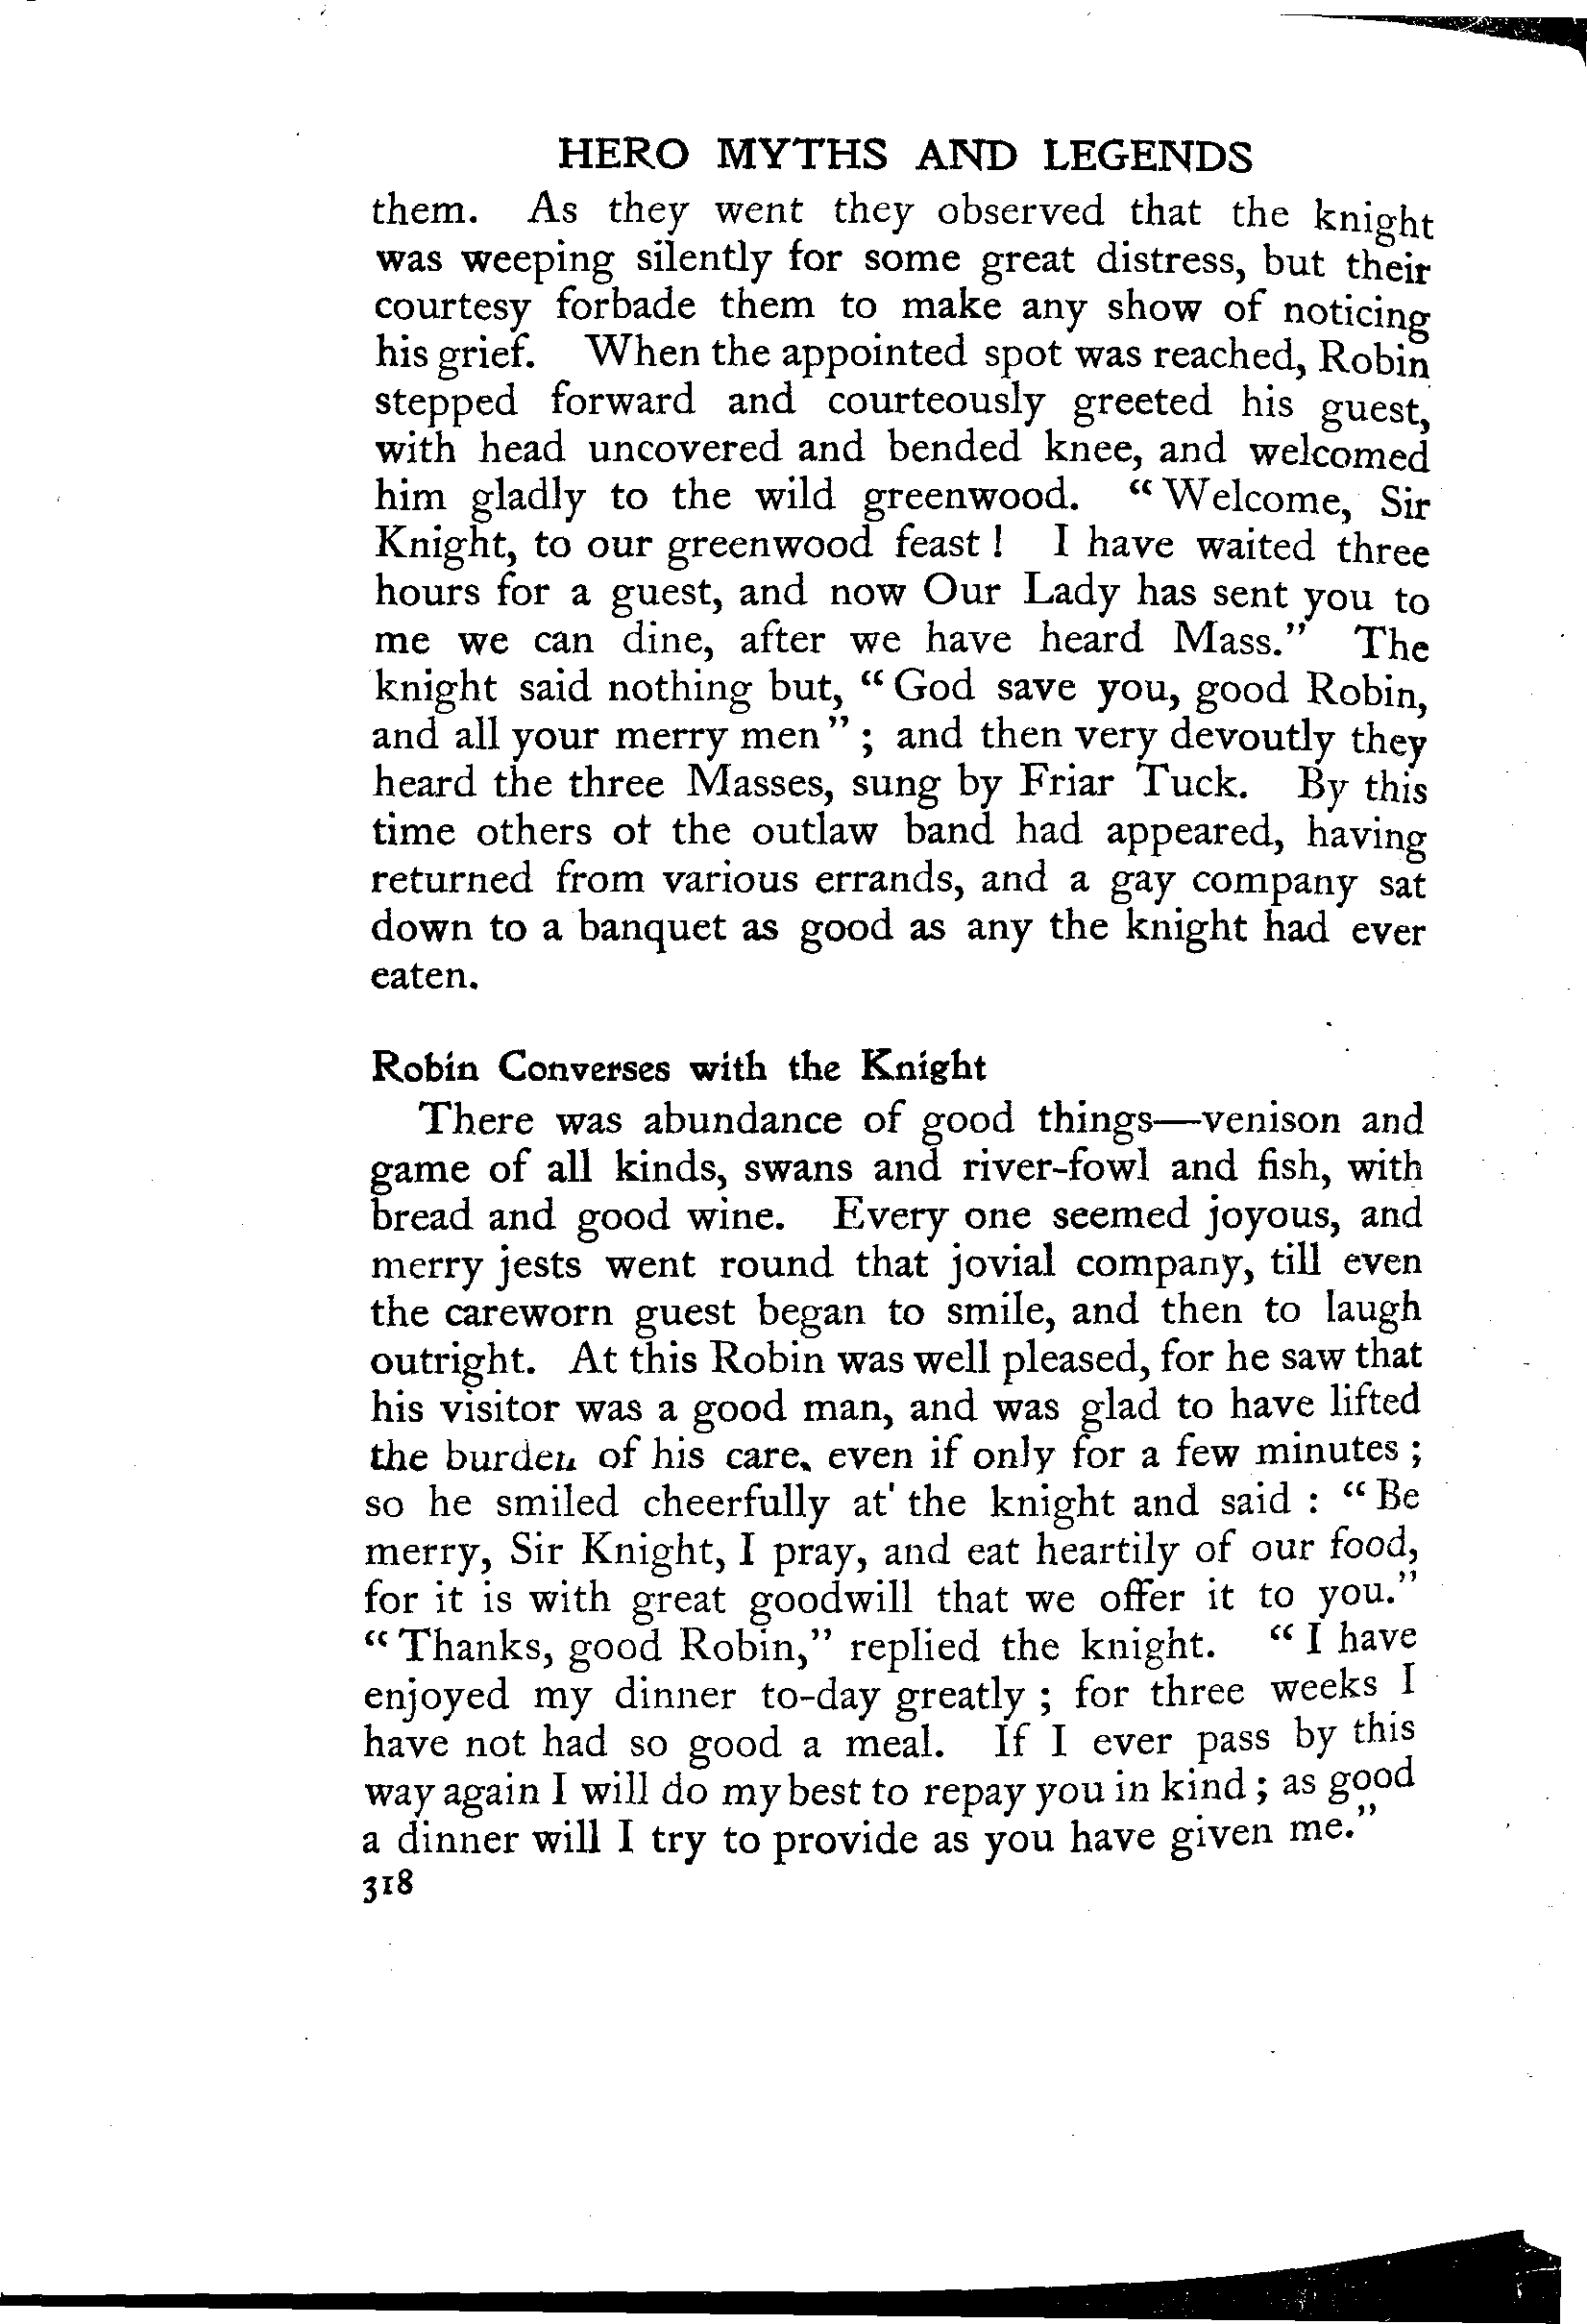 HERO MYTHS AND LEGENDS
them. As they went they observed that the knight
was weeping silently for some great distress, but their
courtesy forbade them to make any show of noticing
his grief. When the appointed spot was reached, Robin
stepped forward and courteously greeted his guest,
with head uncovered and bended knee, and welcomed
him gladly to the wild greenwood. “Welcome, Sir
Knight, to our greenwood feast! I have waited three
hours for a guest, and now Our Lady has sent you to
me we can dine, after we have heard Mass.” The
knight said nothing but, “God save you, good Robin,
and all your merry men”; and then very devoutly they
heard the three Masses, sung by Friar Tuck. By this
time others of the outlaw band had appeared, having
returned from various errands, and a gay company sat
down to a banquet as good as any the knight had ever
eaten.
Robin Converses with the Knight
There was abundance of good things—venison and
game of all kinds, swans and river-fowl and fish, with
bread and good wine. Every one seemed joyous, and
merry jests went round that jovial company, till even
the careworn guest began to smile, and then to laugh
outright. At this Robin was well pleased, for he saw that
his visitor was a good man, and was glad to have lifted
the burden of his care, even if only for a few minutes;
so he smiled cheerfully at the knight and said: “Be
merry, Sir Knight, I pray, and eat heartily of our food,
for it is with great goodwill that we offer it to you.”
“Thanks, good Robin,” replied the knight. “I have
enjoyed my dinner to-day greatly; for three weeks I
have not had so good a meal. If I ever pass by this
way again I will do my best to repay you in kind; as good
a dinner will I try to provide as you have given me.”
318